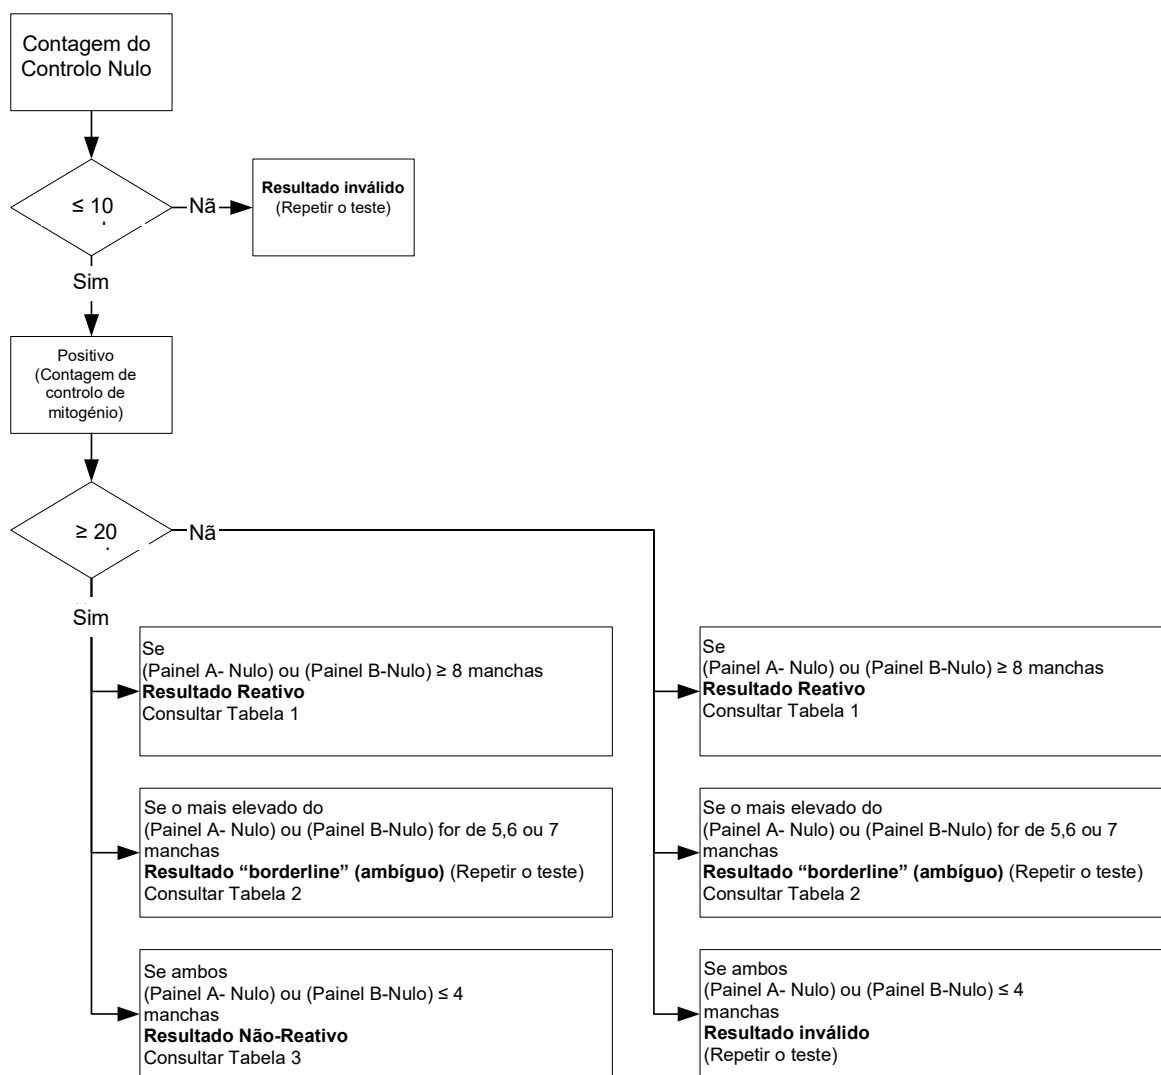 Contagem do
Controlo Nulo
≤ 10
Nã
Resultado inválido
(Repetir o teste)
Sim
Positivo
(Contagem de
controlo de
mitogénio)
≥ 20
Nã
Sim
Se
(Painel A- Nulo) ou (Painel B-Nulo) ≥ 8 manchas
Resultado Reativo
Consultar Tabela 1
Se
(Painel A- Nulo) ou (Painel B-Nulo) ≥ 8 manchas
Resultado Reativo
Consultar Tabela 1
Se o mais elevado do
(Painel A- Nulo) ou (Painel B-Nulo) for de 5,6 ou 7
manchas
Resultado “borderline” (ambíguo) (Repetir o teste)
Consultar Tabela 2
Se o mais elevado do
(Painel A- Nulo) ou (Painel B-Nulo) for de 5,6 ou 7
manchas
Resultado “borderline” (ambíguo) (Repetir o teste)
Consultar Tabela 2
Se ambos
(Painel A- Nulo) ou (Painel B-Nulo) ≤ 4
manchas
Resultado Não-Reativo
Consultar Tabela 3
Se ambos
(Painel A- Nulo) ou (Painel B-Nulo) ≤ 4
manchas
Resultado inválido
(Repetir o teste)